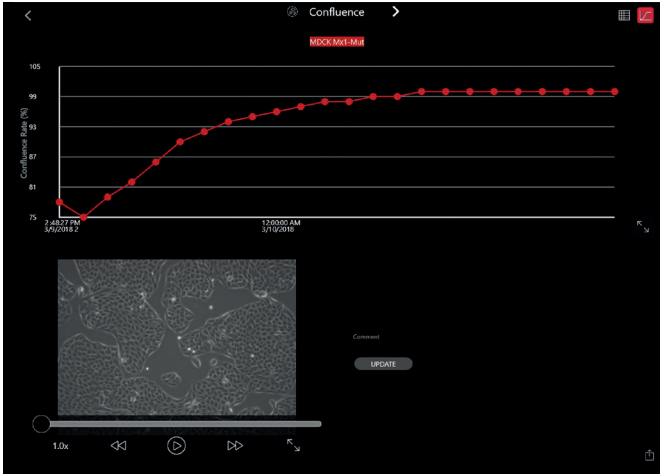 Confluence
MDCK Mx1-Mut
Confluence Rate (%)
105
99
93
87
81
75
2:48:27 PM
3/9/2018 2
12:00:00 AM
3/10/2018
Comment
UPDATE
1.0x